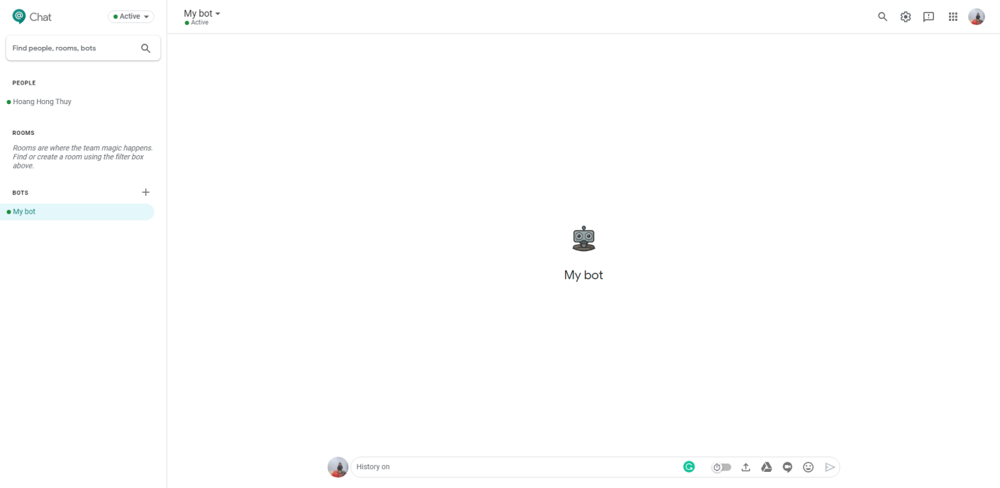 Chat
Active
Find people, rooms, bots
PEOPLE
Hoang Hong Thuy
ROOMS
Rooms are where the team magic happens.
Find or create a room using the filter box
above.
BOTS
My bot
My bot
Active
My bot
History on